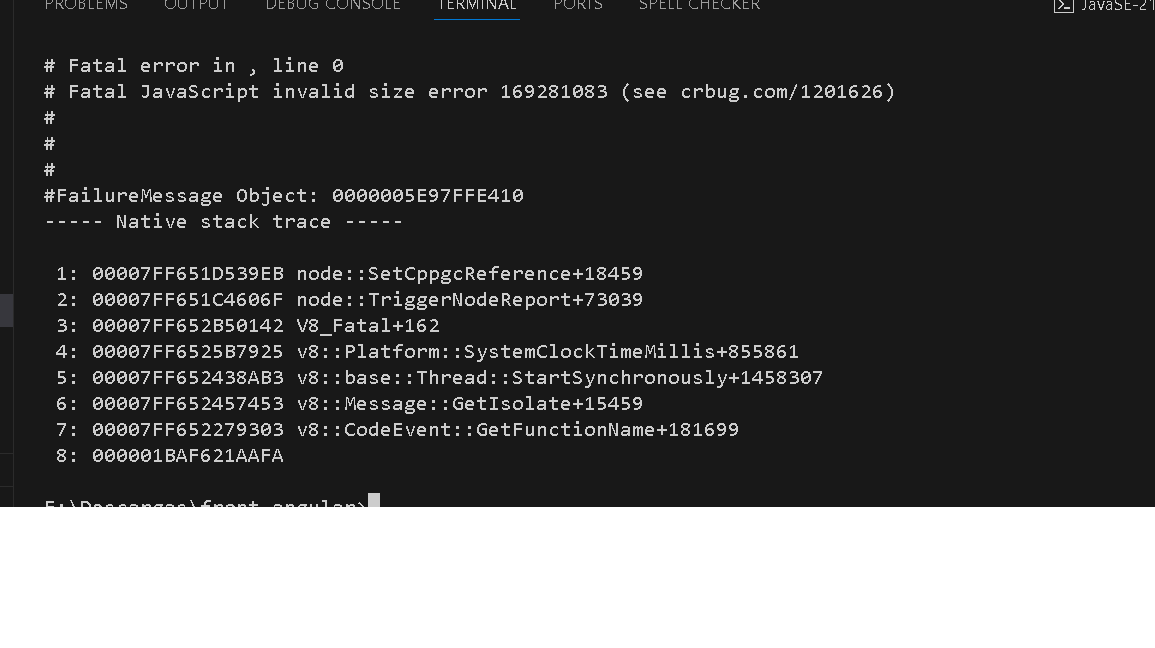 PROBLEMS OUTPUT DEBUG CONSOLE TERMINAL PORTS SPELL CHECKER JavaSE-21
# Fatal error in , line 0
# Fatal JavaScript invalid size error 169281083 (see crbug.com/1201626)
#
#
#
#FailureMessage Object: 0000005E97FFE410
----- Native stack trace -----
1: 00007FF651D539EB node::SetCppgcReference+18459
2: 00007FF651C4606F node::TriggerNodeReport+73039
3: 00007FF652B50142 V8_Fatal+162
4: 00007FF6525B7925 v8::Platform::SystemClockTimeMillis+855861
5: 00007FF652438AB3 v8::base::Thread::StartSynchronously+1458307
6: 00007FF652457453 v8::Message::GetIsolate+15459
7: 00007FF652279303 v8::CodeEvent::GetFunctionName+181699
8: 000001BAF621AAFA
E:\Descargas\front_angular>